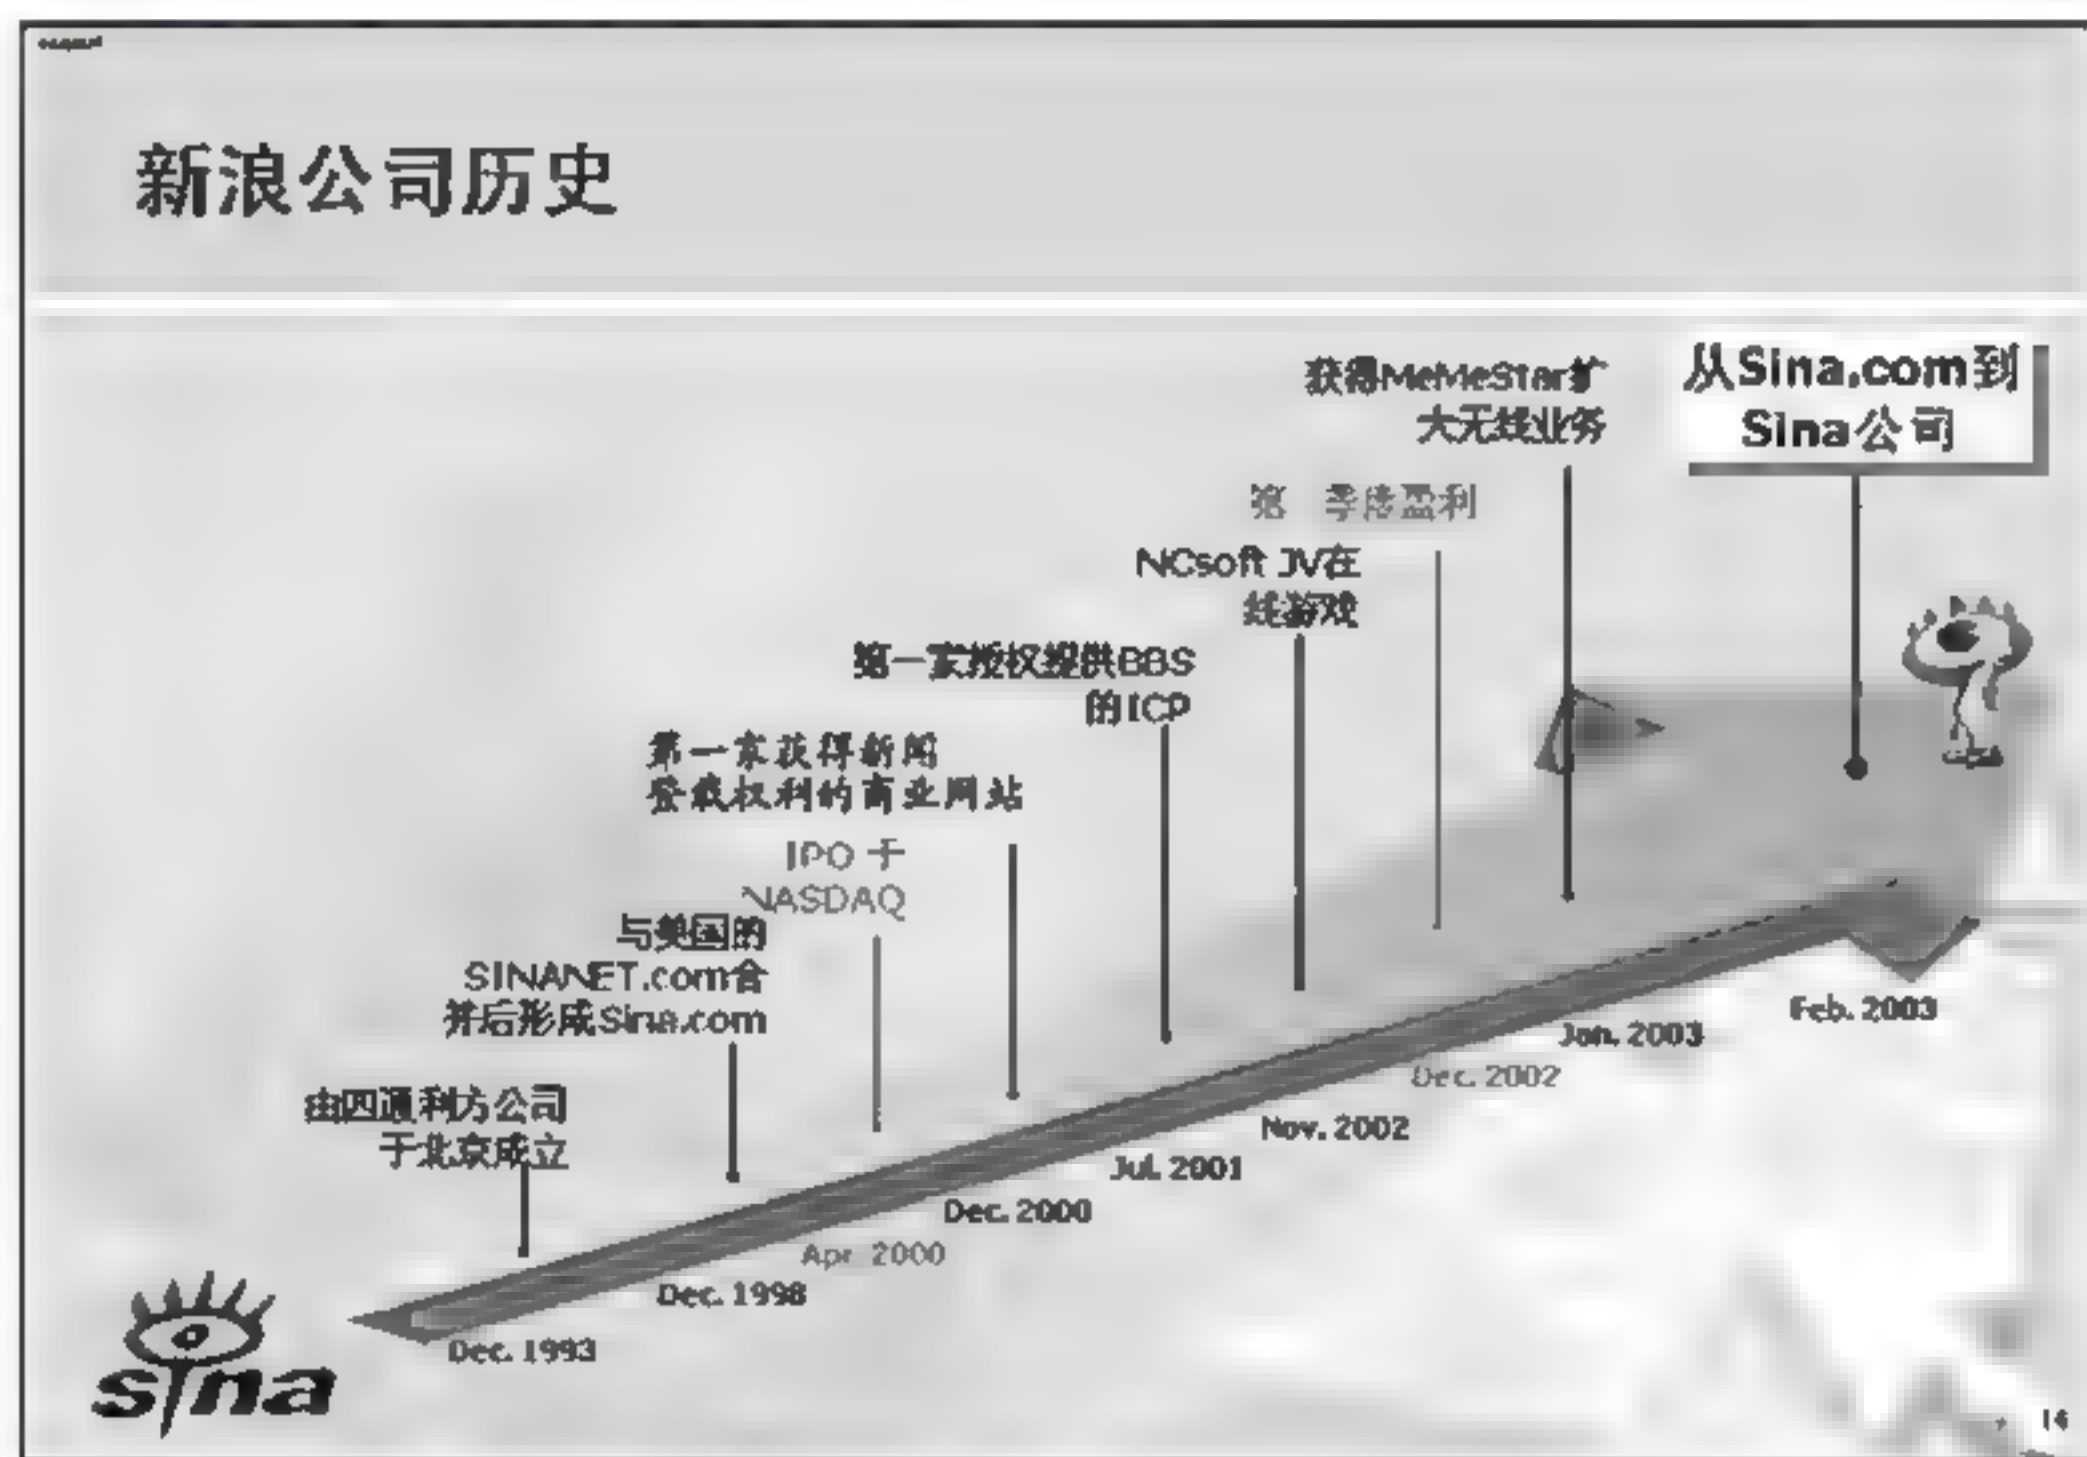 新浪公司历史
从Sina.com到
Sina公司
获得MeMeStar扩
大无线业务
季度盈利
NCsoft JV在
线游戏
第一家授权提供BBS
的ICP
第一家获得新闻
登载权利的商业网站
IPO 于
NASDAQ
与美国的
SINANET.com合
并后形成Sina.com
由四通利方公司
于北京成立
Feb. 2003
Jan. 2003
Dec. 2002
Nov. 2002
Jul. 2001
Dec. 2000
Apr. 2000
Dec. 1998
Dec. 1993
sina